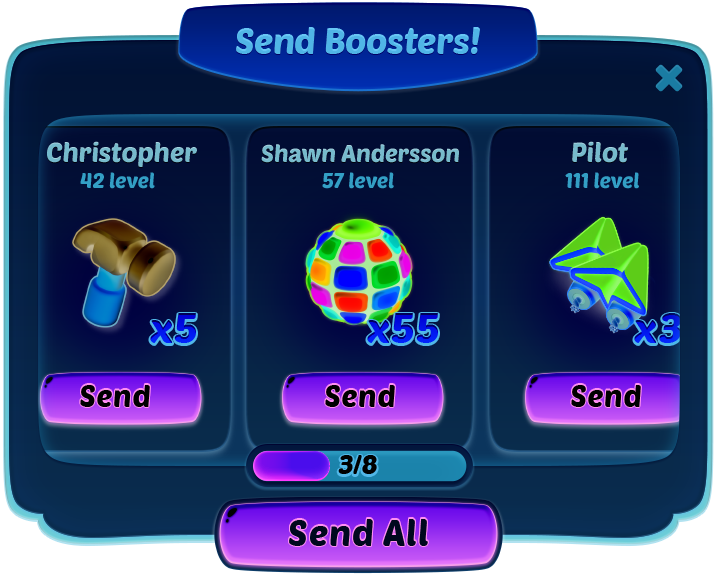 Send Boosters!
Christopher
42 level
x5
Send
Shawn Andersson
57 level
x55
Send
Pilot
111 level
x3
Send
3/8
Send All